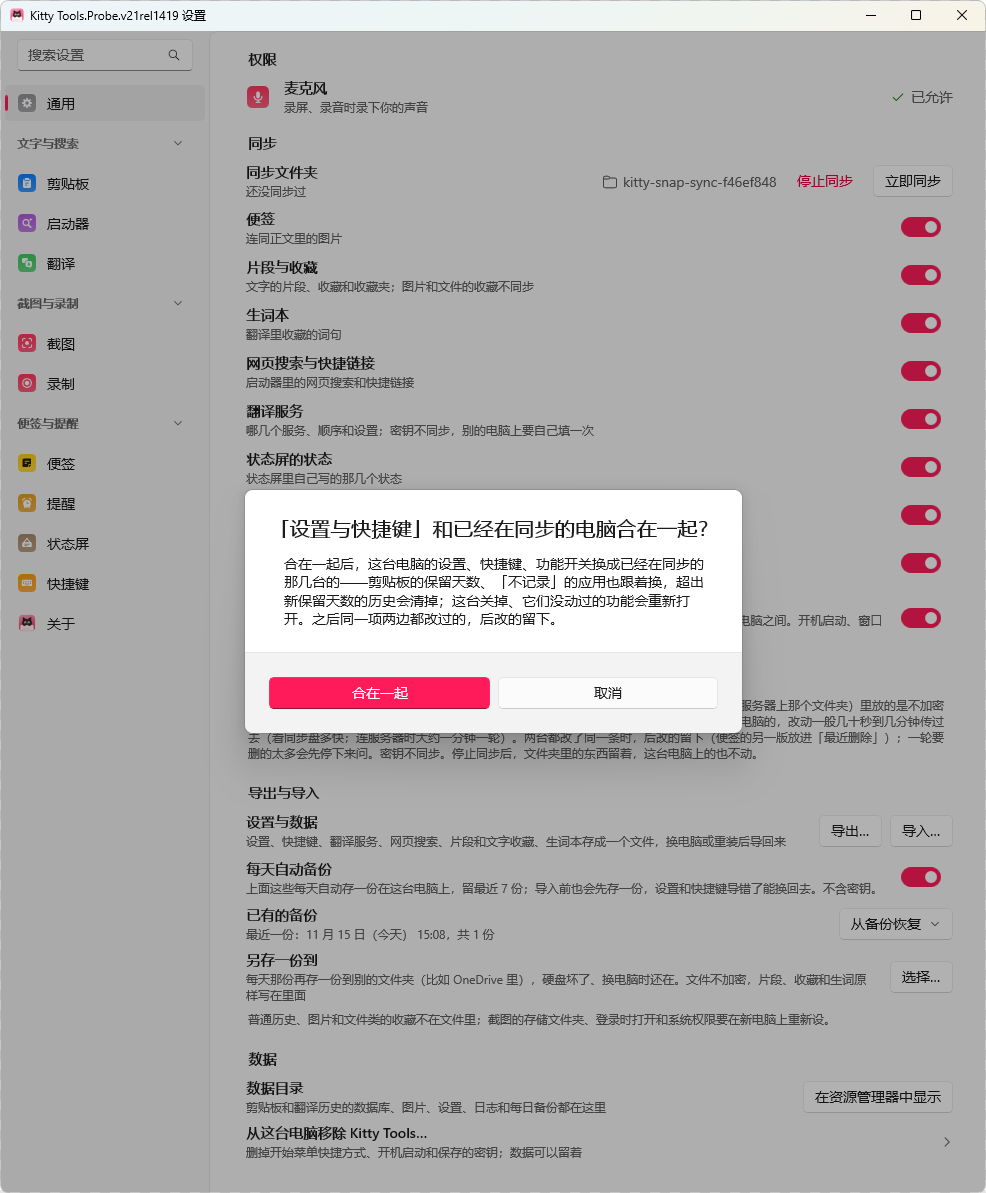 Kitty Tools.Probe.v21rel1419 设置
搜索设置
通用
文字与搜索
剪贴板
启动器
翻译
截图与录制
截图
录制
便签与提醒
便签
提醒
状态屏
快捷键
关于
权限
麦克风
录屏、录音时录下你的声音
已允许
同步
同步文件夹
还没同步过
kitty-snap-sync-f46ef848
停止同步
立即同步
便签
连同正文里的图片
片段与收藏
文字的片段、收藏和收藏夹；图片和文件的收藏不同步
生词本
翻译里收藏的词句
网页搜索与快捷链接
启动器里的网页搜索和快捷链接
翻译服务
哪几个服务、顺序和设置；密钥不同步，别的电脑上要自己填一次
状态屏的状态
状态屏里自己写的那几个状态
「设置与快捷键」和已经在同步的电脑合在一起？
合在一起后，这台电脑的设置、快捷键、功能开关换成已经在同步的
那几台的——剪贴板的保留天数、「不记录」的应用也跟着换，超出
新保留天数的历史会清掉；这台关掉、它们没动过的功能会重新打
开。之后同一项两边都改过的，后改的留下。
合在一起
取消
电脑之间。开机启动、窗口
服务器上那个文件夹）里放的是不加密
电脑的，改动一般几十秒到几分钟传过
去（看同步盘多快；连服务器时大约一分钟一轮）。两台都改了同一条时，后改的留下（便签的另一版放进「最近删除」）；一轮要
删的太多会先停下来问。密钥不同步。停止同步后，文件夹里的东西留着，这台电脑上的也不动。
导出与导入
设置与数据
设置、快捷键、翻译服务、网页搜索、片段和文字收藏、生词本存成一个文件，换电脑或重装后导回来
导出...
导入...
每天自动备份
上面这些每天自动存一份在这台电脑上，留最近 7 份；导入前也会先存一份，设置和快捷键导错了能换回去。不含密钥。
已有的备份
最近一份：11 月 15 日（今天） 15:08，共 1 份
从备份恢复
另存一份到
每天那份再存一份到别的文件夹（比如 OneDrive 里），硬盘坏了、换电脑时还在。文件不加密，片段、收藏和生词原
样写在里面
选择...
普通历史、图片和文件类的收藏不在文件里；截图的存储文件夹、登录时打开和系统权限要在新电脑上重新设。
数据
数据目录
剪贴板和翻译历史的数据库、图片、设置、日志和每日备份都在这里
在资源管理器中显示
从这台电脑移除 Kitty Tools...
删掉开始菜单快捷方式、开机启动和保存的密钥；数据可以留着